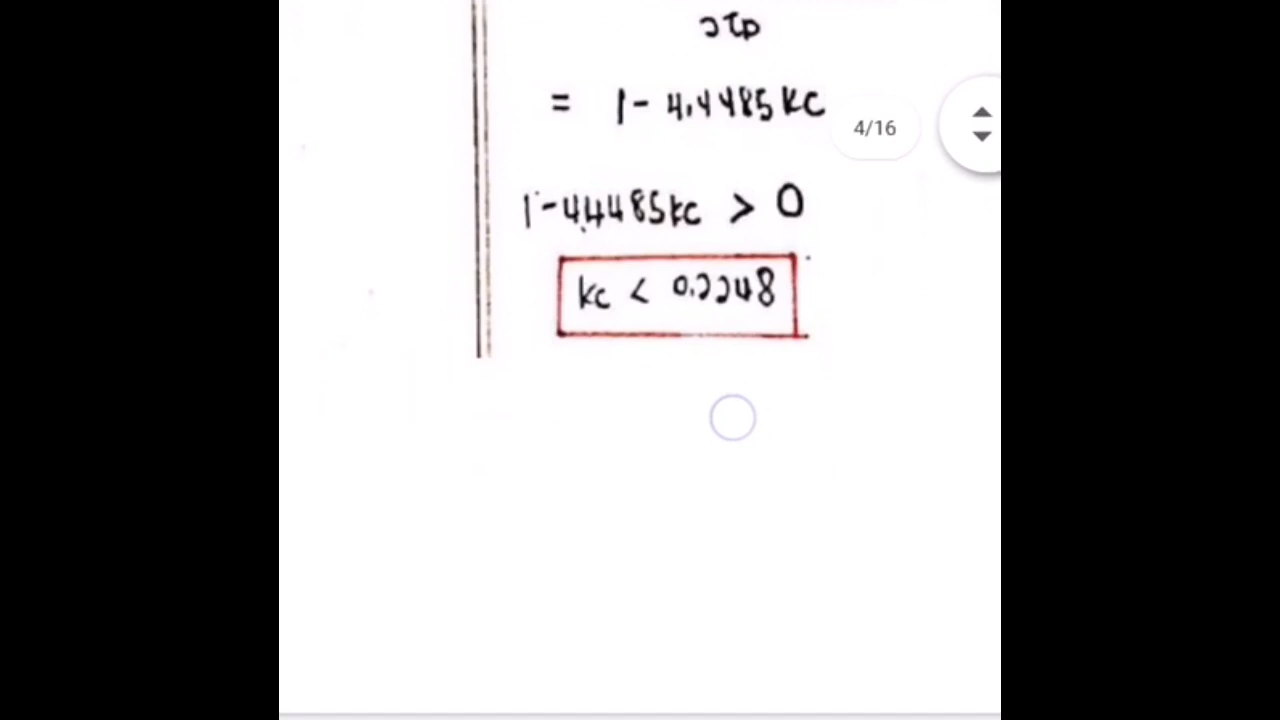 = 1 - 4.4485 KC
4/16
1 - 4.4485 KC > 0
KC < 0.2248